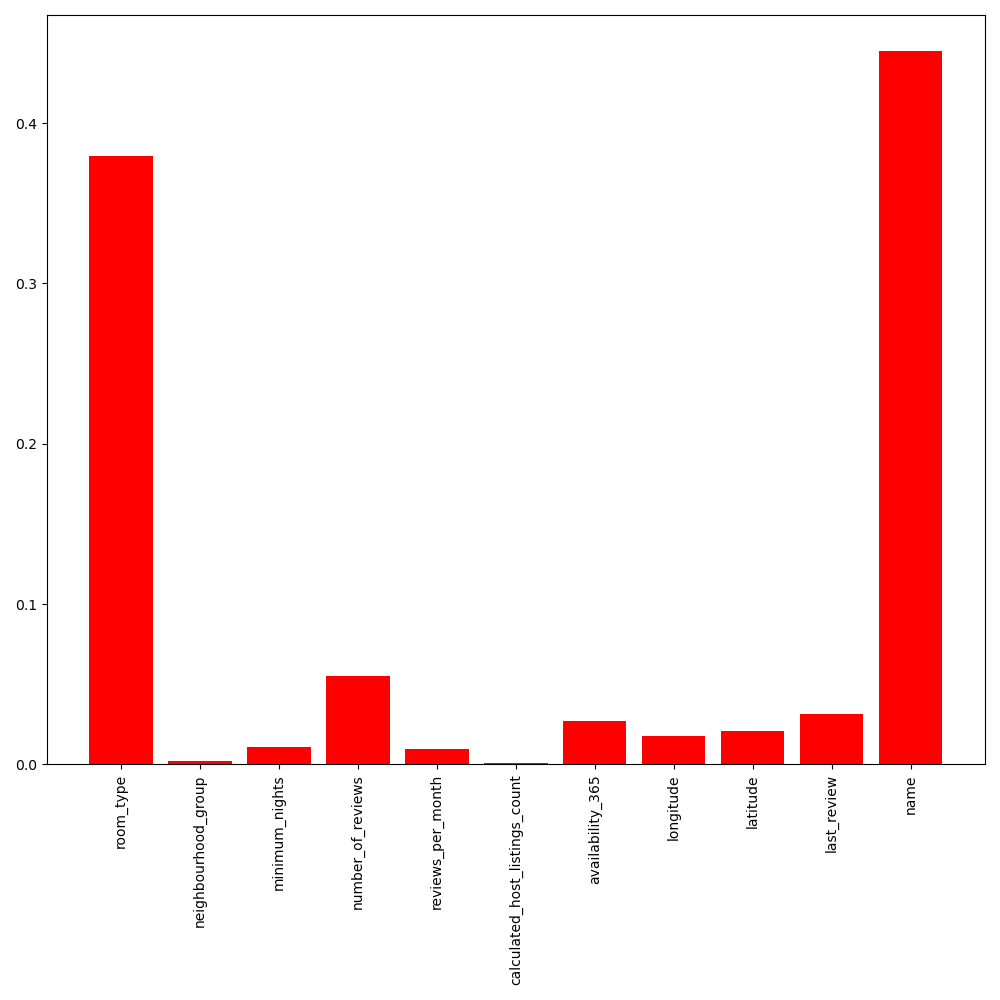 0.4
0.3
0.2
0.1
0.0
room_type
neighbourhood_group
minimum_nights
number_of_reviews
reviews_per_month
calculated_host_listings_count
availability_365
longitude
latitude
last_review
name